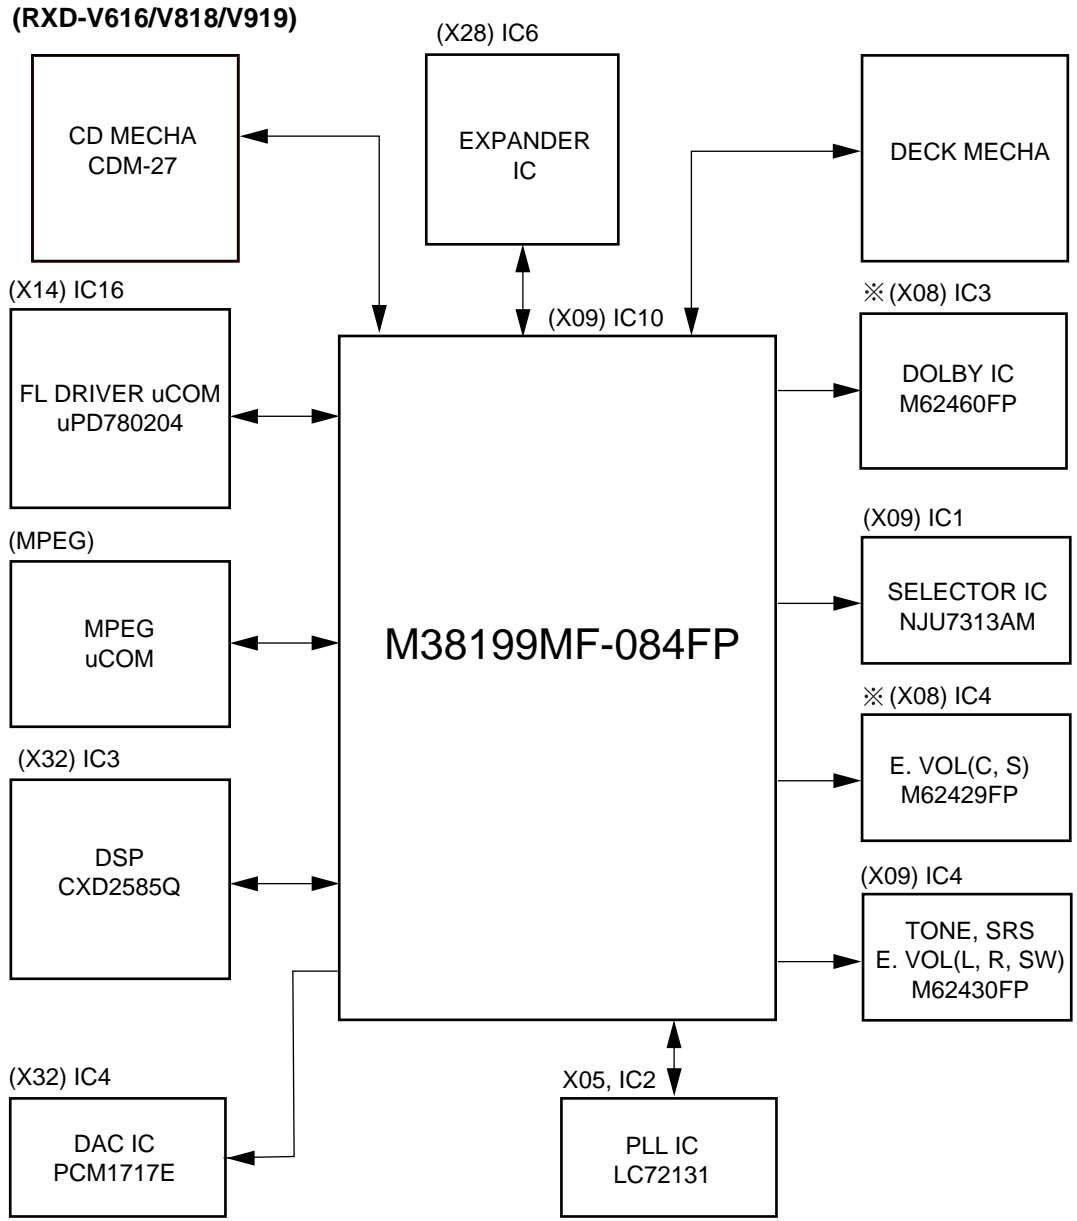 (RXD-V616/V818/V919)
CD MECHA
CDM-27
(X28) IC6
EXPANDER
IC
DECK MECHA
(X14) IC16
FL DRIVER uCOM
uPD780204
(X09) IC10
M38199MF-084FP
※(X08) IC3
DOLBY IC
M62460FP
(MPEG)
MPEG
uCOM
(X09) IC1
SELECTOR IC
NJU7313AM
(X32) IC3
DSP
CXD2585Q
※(X08) IC4
E. VOL(C, S)
M62429FP
(X09) IC4
TONE, SRS
E. VOL(L, R, SW)
M62430FP
(X32) IC4
DAC IC
PCM1717E
X05, IC2
PLL IC
LC72131